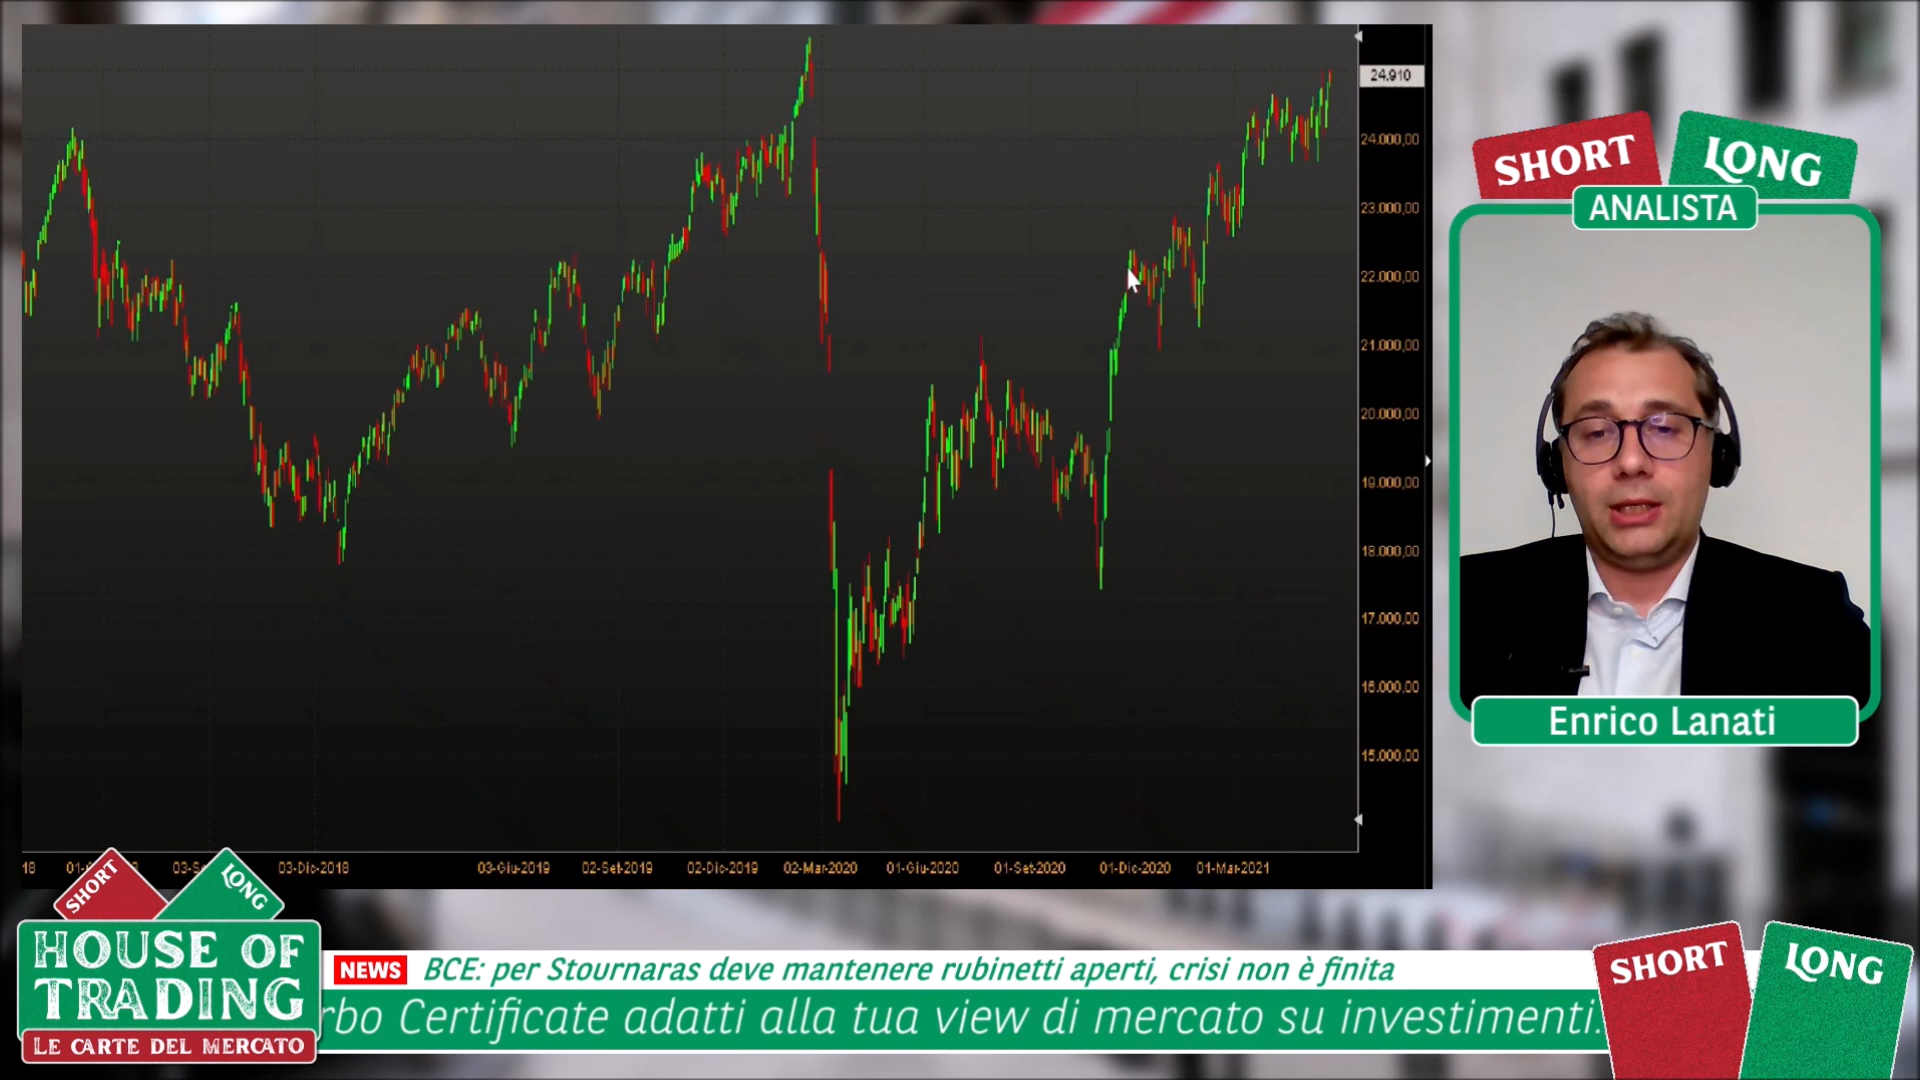 24.910
24.000,00
23.000,00
22.000,00
21.000,00
20.000,00
19.000,00
18.000,00
17.000,00
16.000,00
15.000,00
18
03-Dic-2018
03-Giu-2019
02-Set-2019
02-Dic-2019
02-Mar-2020
01-Giu-2020
01-Set-2020
01-Dic-2020
01-Mar-2021
SHORT
LONG
ANALISTA
Enrico Lanati
SHORT
LONG
HOUSE OF
TRADING
LE CARTE DEL MERCATO
NEWS BCE: per Stournaras deve mantenere rubinetti aperti, crisi non è finita
rbo Certificate adatti alla tua view di mercato su investimenti.
SHORT
LONG